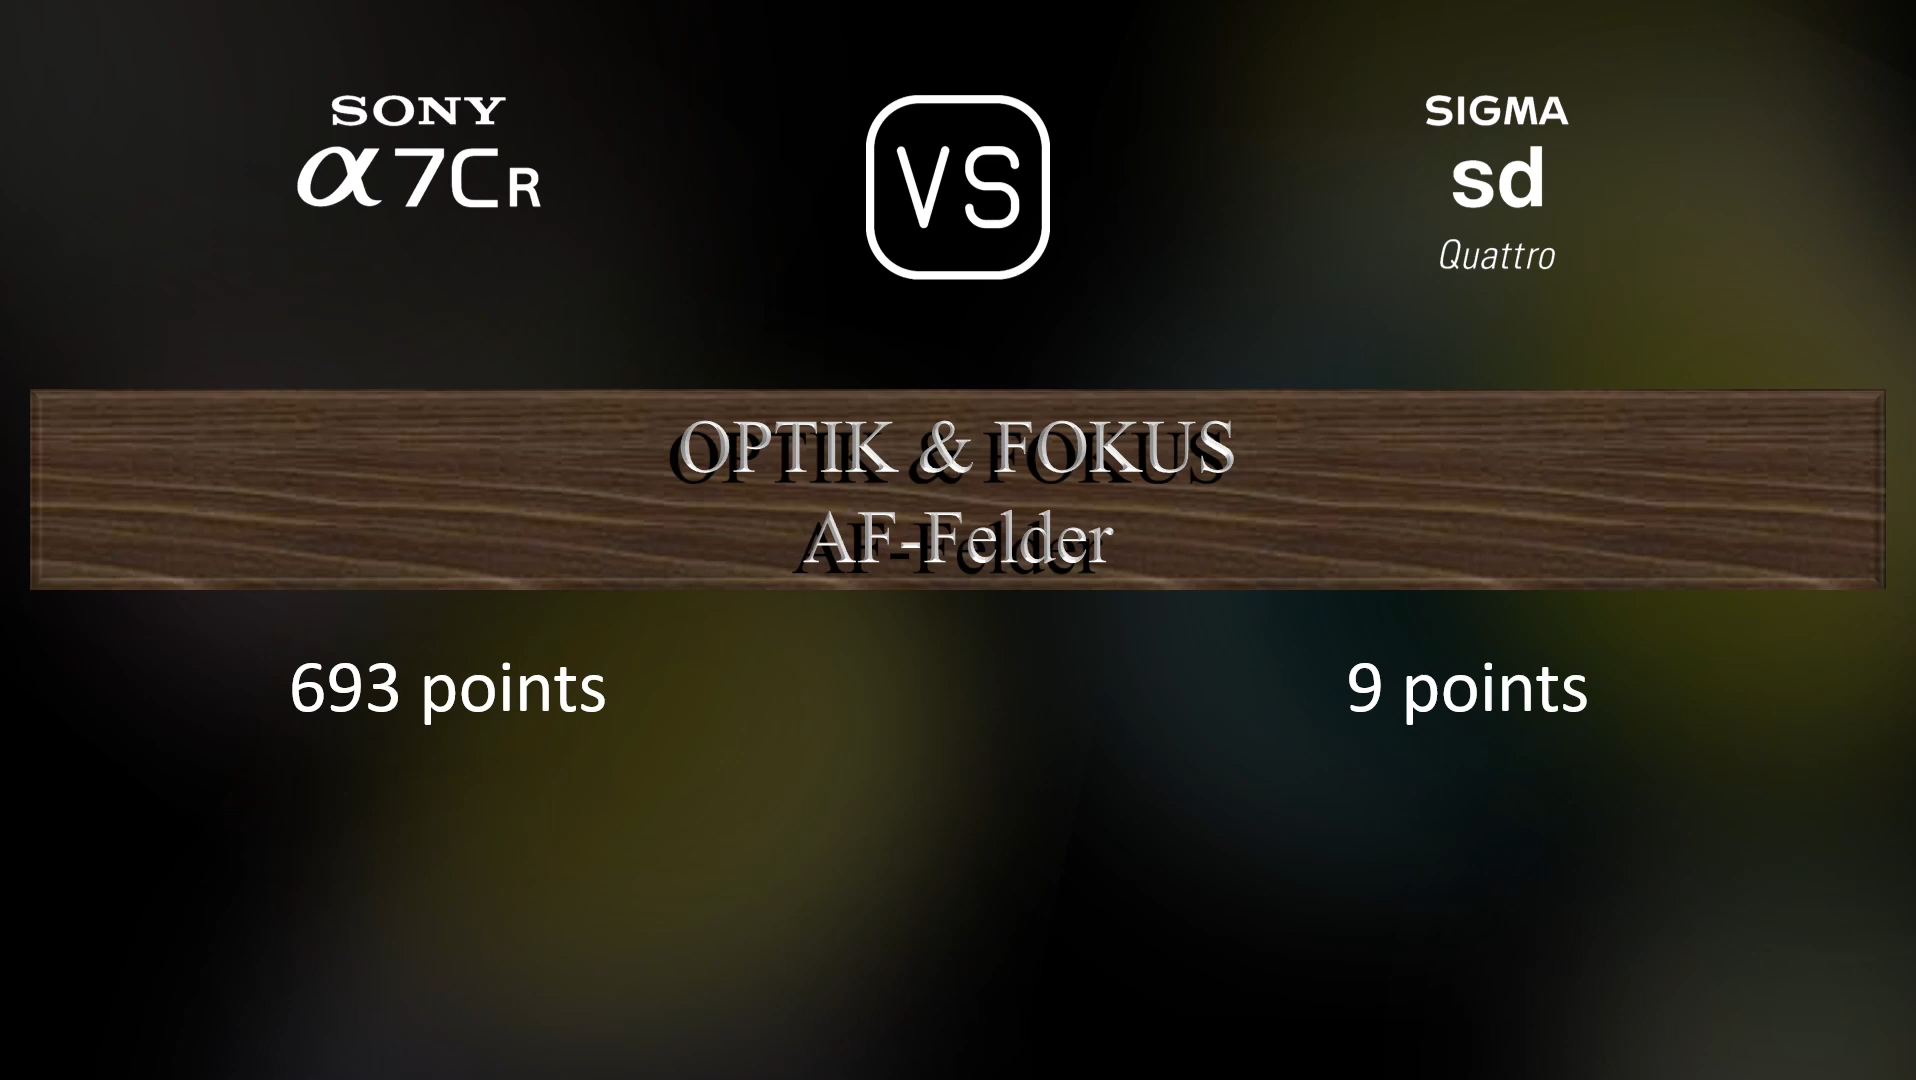 SONY
α7CR
VS
SIGMA
sd
Quattro
OPTIK & FOKUS
AF-Felder
693 points
9 points